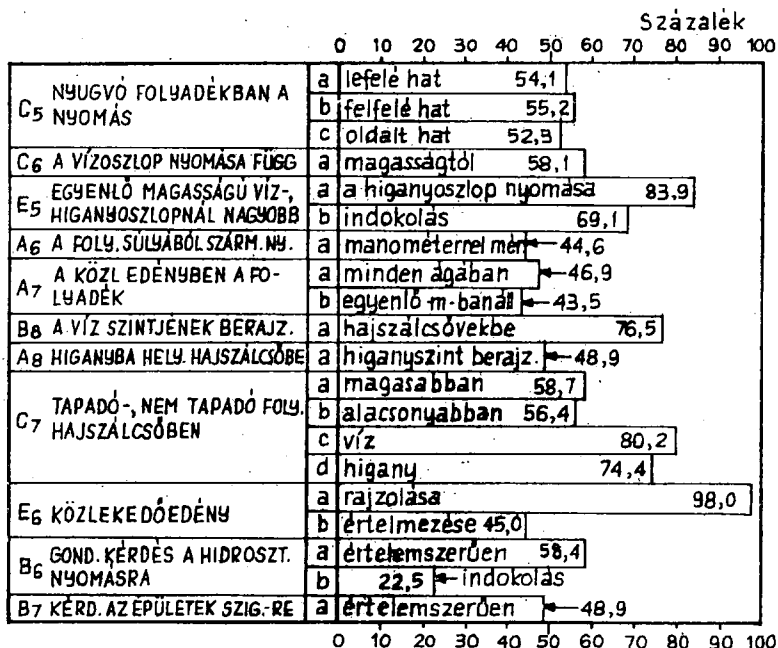 Százalék
0 10 20 30 40 50 60 70 80 90 100
C5 NYUGVÓ FOLYADÉKBAN A NYOMÁS
a lefelé hat 54,1
b felfelé hat 55,2
c oldalt hat 52,3
C6 A VÍZOSZLOP NYOMÁSA FÜGG
a magasságtól 58,1
E5 EGYENLŐ MAGASSÁGÚ VÍZ-, HIGANYOSZLOPNÁL NAGYOBB
a a higanyoszlop nyomása 83,9
b indokolás 69,1
A6 A FOLY. SÚLYÁBÓL SZÁRM. NY.
a manométerrel mér 44,6
A7 A KÖZL EDÉNYBEN A FO-
LYADÉK
a minden ágában 46,9
b egyenlő m-banáll 43,5
B8 A VÍZ SZINTJÉNEK BERAJZ.
a hajszálcsövekbe 76,5
A8 HIGANYBA HELY. HAJSZÁLCSŐBE
a higanyszint berajz. 48,9
C7 TAPADÓ-, NEM TAPADÓ FOLY. HAJSZÁLCSŐBEN
a magasabban 58,7
b alacsonyabban 56,4
c víz 80,2
d higany 74,4
E6 KÖZLEKEDŐEDÉNY
a rajzolása 98,0
b értelmezése 45,0
B6 GOND. KÉRDÉS A HIDROSZT. NYOMÁSRA
a értelemszerűen 58,4
b 22,5 indokolás
B7 KÉRD. AZ ÉPÜLETEK SZIG.-RE
a értelemszerűen 48,9
0 10 20 30 40 50 60 70 80 90 100